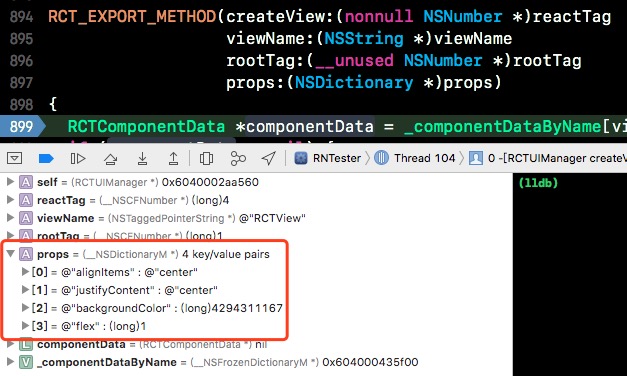 894 RCT_EXPORT_METHOD(createView:(nonnull NSNumber *)reactTag
895 viewName:(NSString *)viewName
896 rootTag:(__unused NSNumber *)rootTag
897 props:(NSDictionary *)props)
898 {
899 RCTComponentData *componentData = _componentDataByName[vi
RNTester Thread 104 0 -[RCTUIManager createV
A self = (RCTUIManager *) 0x6040002aa560
A reactTag = (__NSCFNumber *) (long)4
A viewName = (NSTaggedPointerString *) @"RCTView"
A rootTag = (__NSCFNumber *) (long)1
A props = (__NSDictionaryM *) 4 key/value pairs
[0] = @"alignItems" : @"center"
[1] = @"justifyContent" : @"center"
[2] = @"backgroundColor" : (long)4294311167
[3] = @"flex" : (long)1
L componentData = (RCTComponentData *) nil
V _componentDataByName = (__NSFrozenDictionaryM *) 0x604000435f00
(lldb)